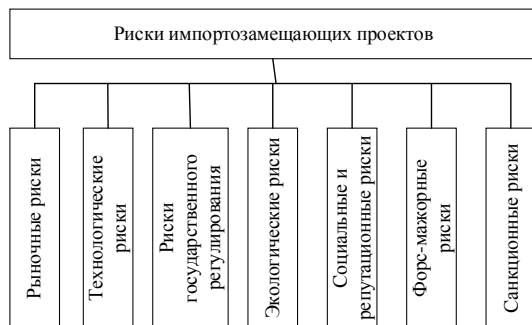 Риски импортозамещающих проектов
Рыночные риски
Технологические
риски
Риски
государственного
регулирования
Экологические риски
Социальные и
репутационные риски
Форс-мажорные
риски
Санкционные риски